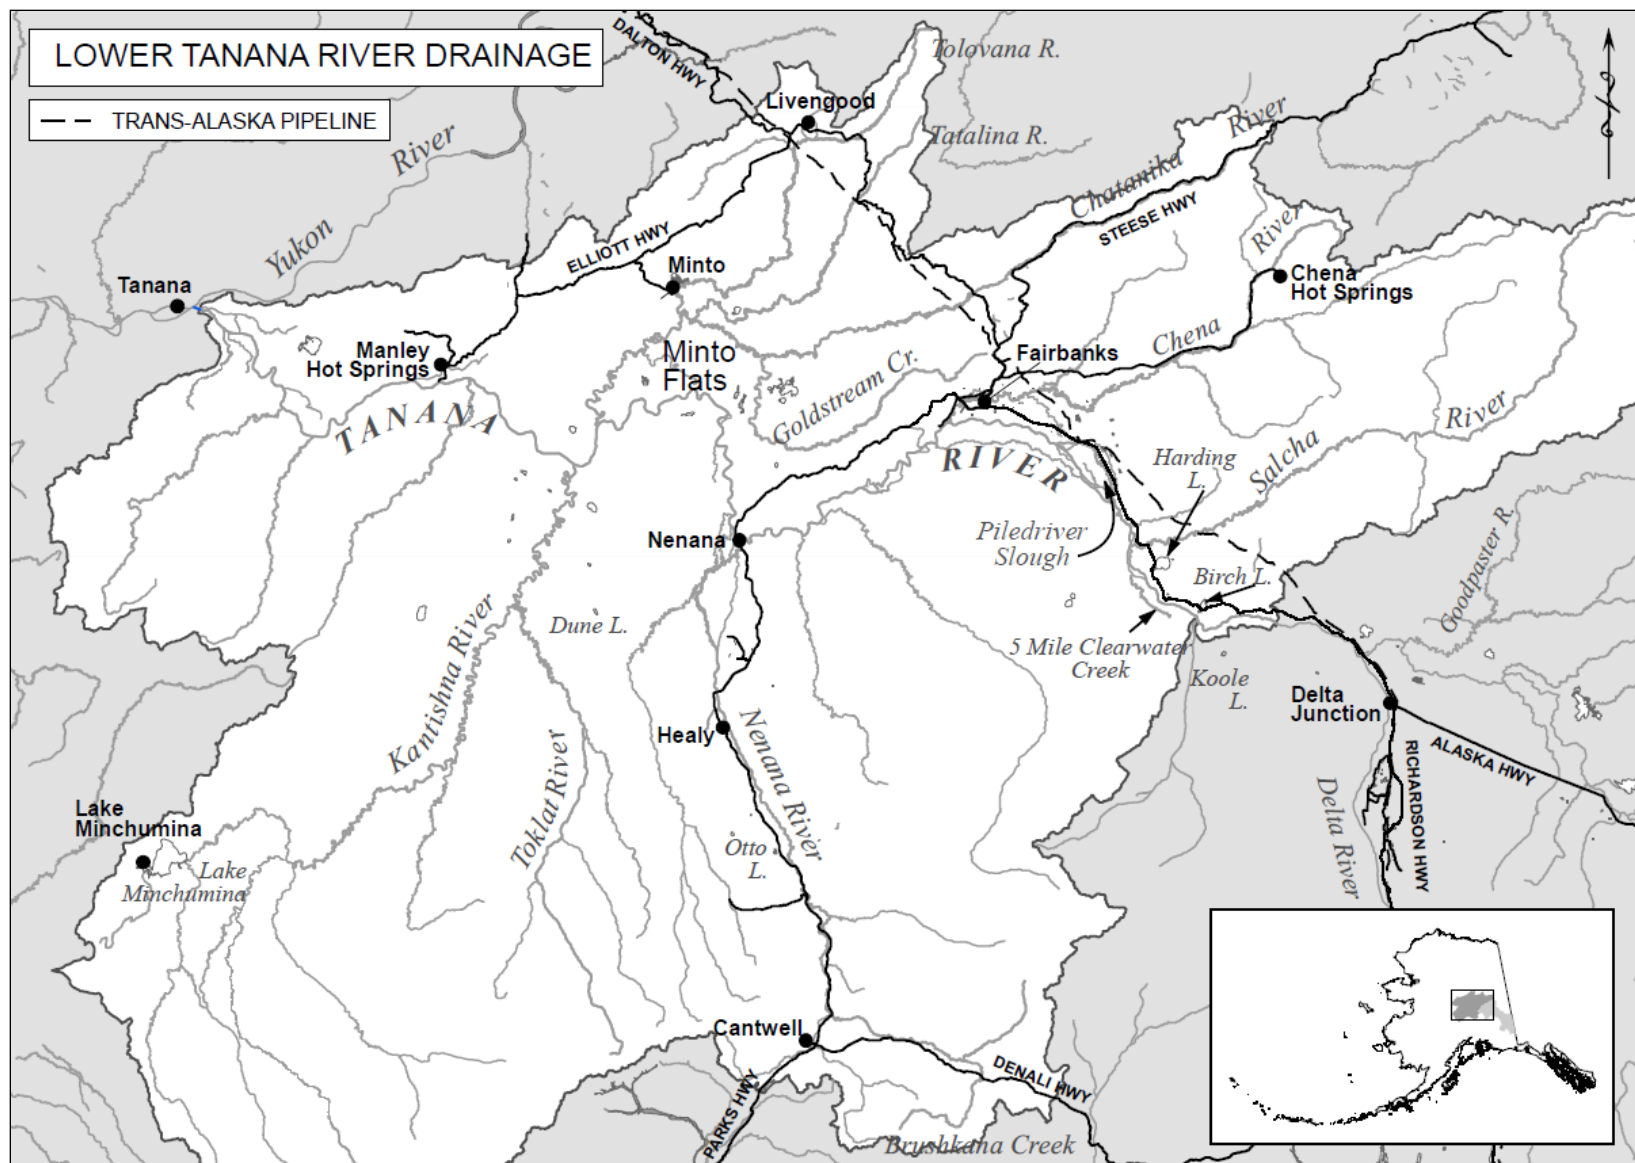 LOWER TANANA RIVER DRAINAGE
TRANS-ALASKA PIPELINE
DALTON HWY
Tolovana R.
Livengood
Tatalina R.
Yukon River
Chatanika River
STEESE HWY
ELLIOTT HWY
Minto
Tanana
River
Chena
Hot Springs
Manley
Hot Springs
Minto
Flats
Goldstream Cr.
Fairbanks
Chena
TANANA
RIVER
Harding
L.
Salcha
River
Piledriver
Slough
Nenana
Birch L.
Goodpaster R.
Dune L.
5 Mile Clearwater
Creek
Koole
L.
Kantishna River
Delta
Junction
Healy
Nenana River
Toklat River
ALASKA HWY
RICHARDSON HWY
Delta River
Lake
Minchumina
Lake
Minchumina
Otto
L.
Cantwell
PARKS HWY
DENALI HWY
Brushkana Creek